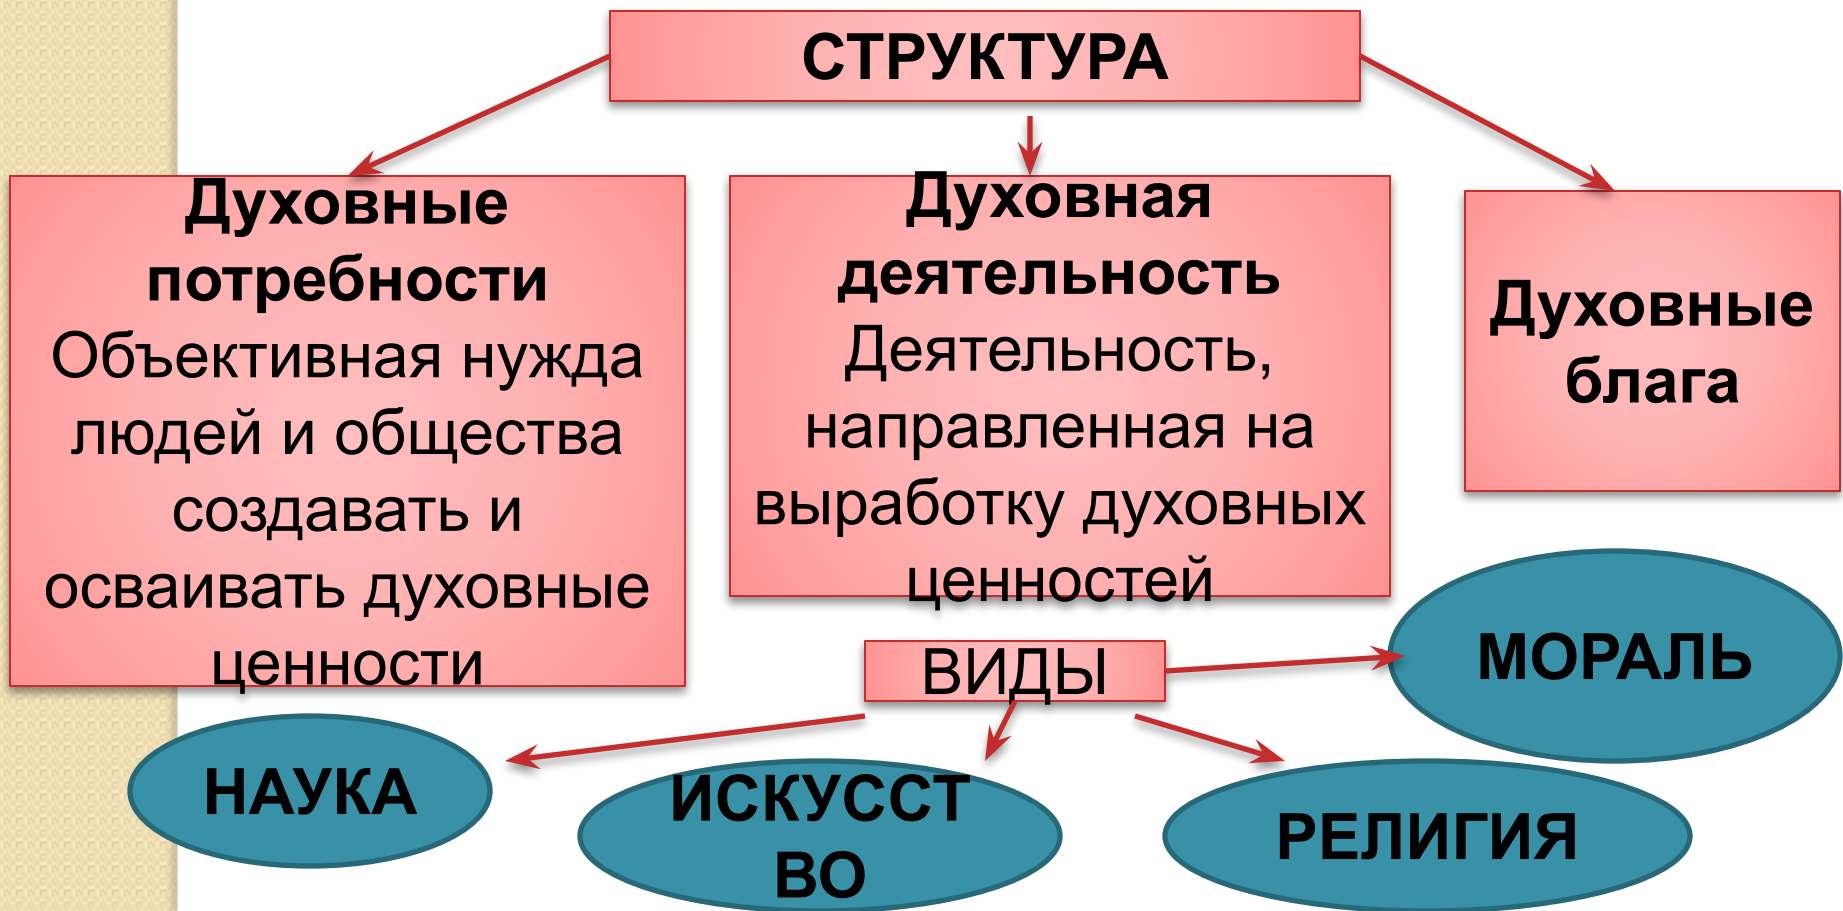 СТРУКТУРА
Духовные
потребности
Объективная нужда
людей и общества
создавать и
осваивать духовные
ценности
Духовная
деятельность
Деятельность,
направленная на
выработку духовных
ценностей
Духовные
блага
ВИДЫ
МОРАЛЬ
НАУКА
ИСКУССТ
ВО
РЕЛИГИЯ